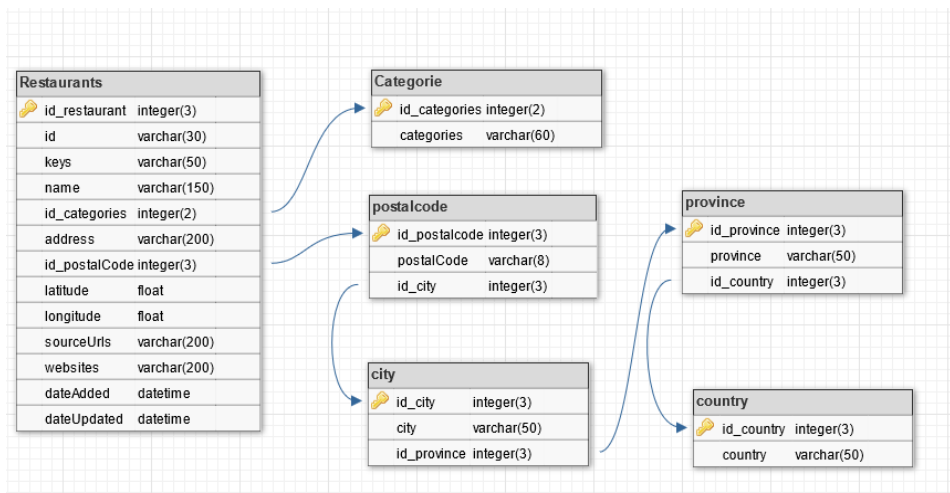 Restaurants
id_restaurant integer(3)
id varchar(30)
keys varchar(50)
name varchar(150)
id_categories integer(2)
address varchar(200)
id_postalCode integer(3)
latitude float
longitude float
sourceUrls varchar(200)
websites varchar(200)
dateAdded datetime
dateUpdated datetime
Categorie
id_categories integer(2)
categories varchar(60)
postalcode
id_postalcode integer(3)
postalCode varchar(8)
id_city integer(3)
city
id_city integer(3)
city varchar(50)
id_province integer(3)
province
id_province integer(3)
province varchar(50)
id_country integer(3)
country
id_country integer(3)
country varchar(50)